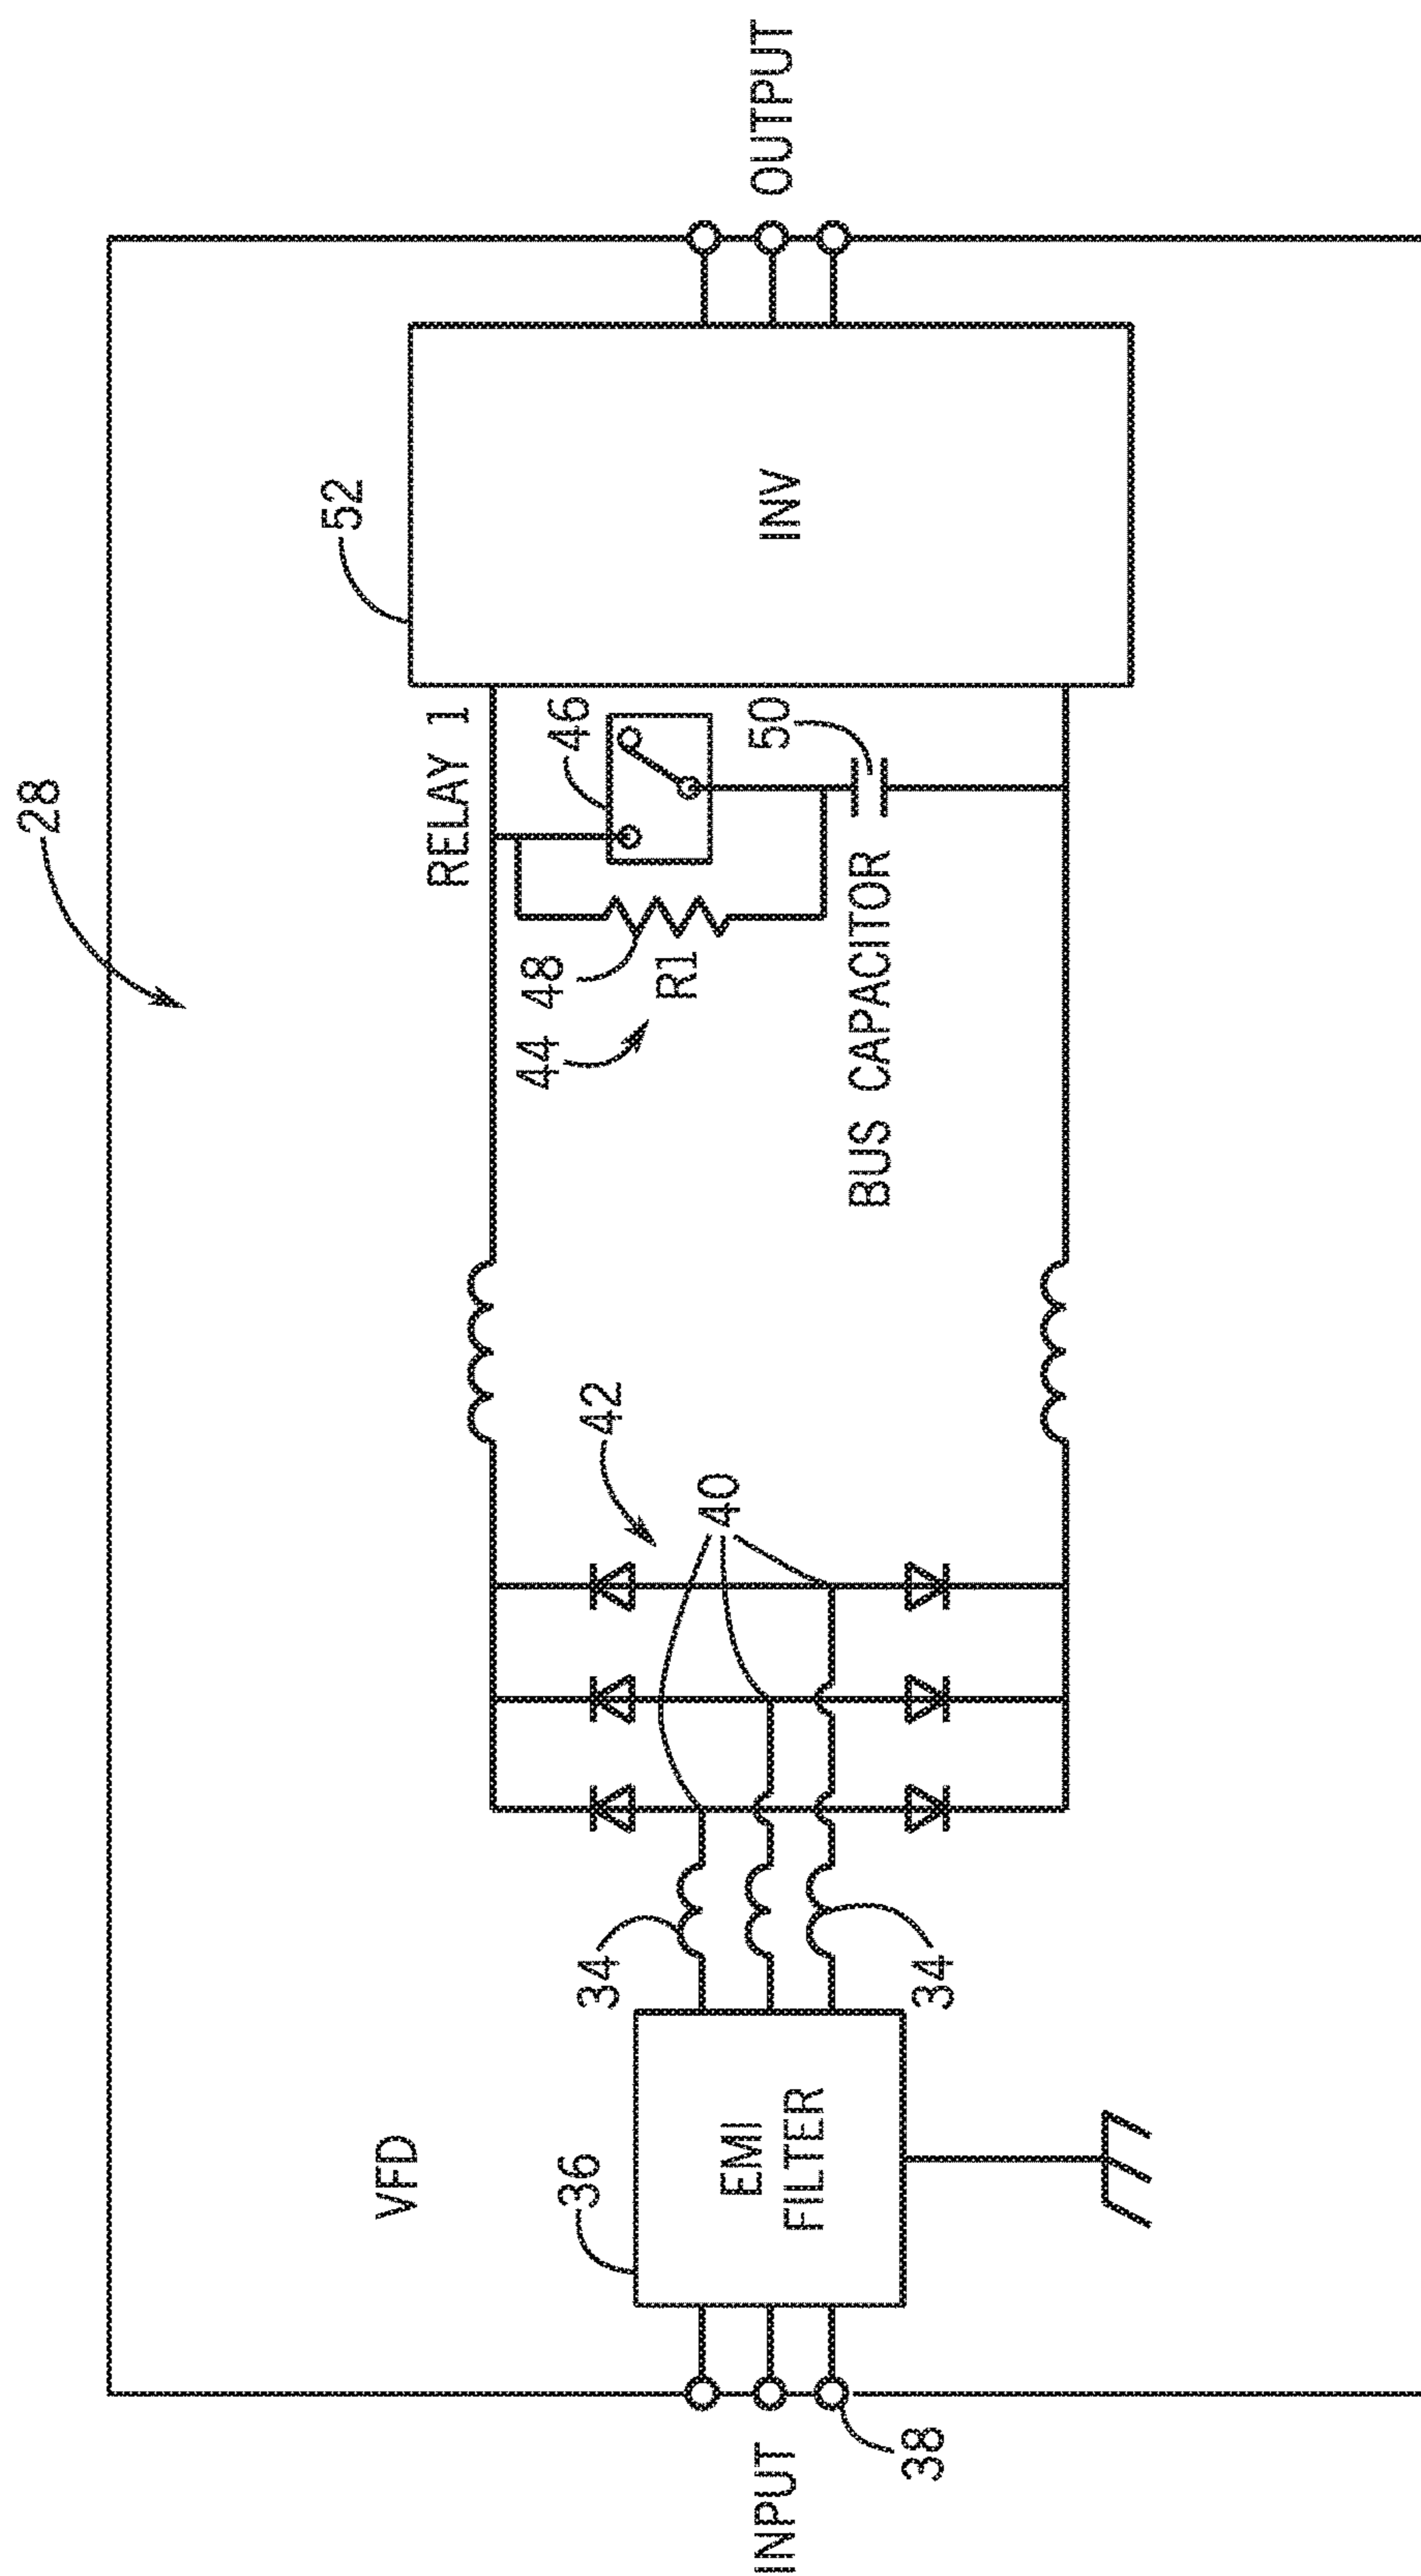 28
VFD
52
RELAY 1
46
44
48
R1
50
BUS CAPACITOR
42
40
34
34
36
EMI
FILTER
INV
INPUT
38
OUTPUT